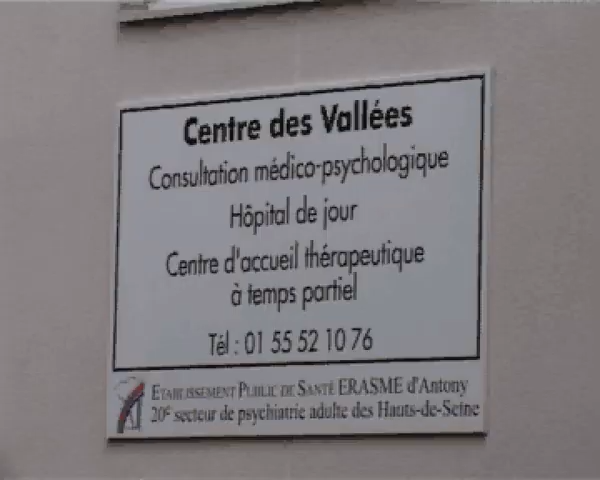 Centre des Vallées
Consultation médico-psychologique
Hôpital de jour
Centre d'accueil thérapeutique
à temps partiel
Tél : 01 55 52 10 76
ETABLISSEMENT PUBLIC DE SANTÉ ERASME d'Antony
20e secteur de psychiatrie adulte des Hauts-de-Seine